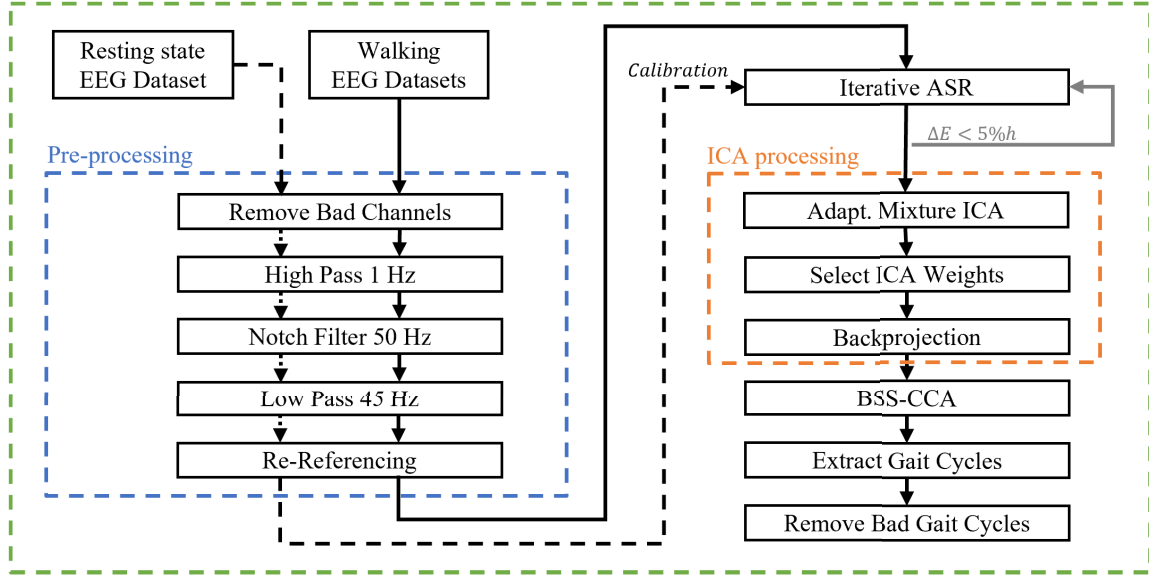 Resting state
EEG Dataset
Walking
EEG Datasets
Pre-processing
Remove Bad Channels
High Pass 1 Hz
Notch Filter 50 Hz
Low Pass 45 Hz
Re-Referencing
Calibration
Iterative ASR
ΔE < 5%h
ICA processing
Adapt. Mixture ICA
Select ICA Weights
Backprojection
BSS-CCA
Extract Gait Cycles
Remove Bad Gait Cycles